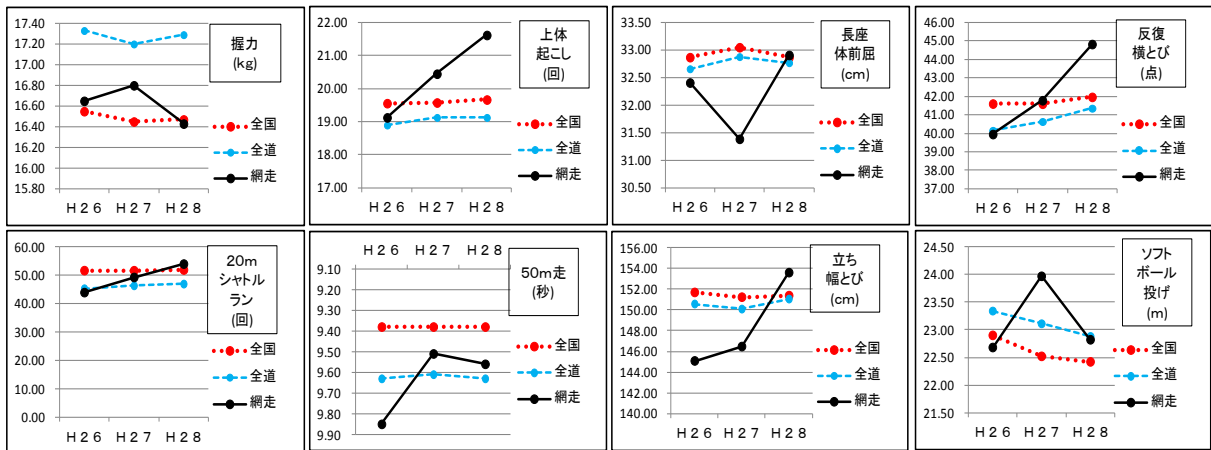 17.40
17.20
17.00
16.80
16.60
16.40
16.20
16.00
15.80
握力
(kg)
全国
全道
網走
Ｈ２６ Ｈ２７ Ｈ２８
22.00
21.00
20.00
19.00
18.00
17.00
上体
起こし
(回)
全国
全道
網走
Ｈ２６ Ｈ２７ Ｈ２８
33.50
33.00
32.50
32.00
31.50
31.00
30.50
長座
体前屈
(cm)
全国
全道
網走
Ｈ２６ Ｈ２７ Ｈ２８
46.00
45.00
44.00
43.00
42.00
41.00
40.00
39.00
38.00
37.00
反復
横とび
(点)
全国
全道
網走
Ｈ２６ Ｈ２７ Ｈ２８
60.00
50.00
40.00
30.00
20.00
10.00
0.00
20m
シャトル
ラン
(回)
全国
全道
網走
Ｈ２６ Ｈ２７ Ｈ２８
Ｈ２６ Ｈ２７ Ｈ２８
9.10
9.20
9.30
9.40
9.50
9.60
9.70
9.80
9.90
50m走
(秒)
全国
全道
網走
156.00
154.00
152.00
150.00
148.00
146.00
144.00
142.00
140.00
立ち
幅とび
(cm)
全国
全道
網走
Ｈ２６ Ｈ２７ Ｈ２８
24.50
24.00
23.50
23.00
22.50
22.00
21.50
ソフト
ボール
投げ
(m)
全国
全道
網走
Ｈ２６ Ｈ２７ Ｈ２８